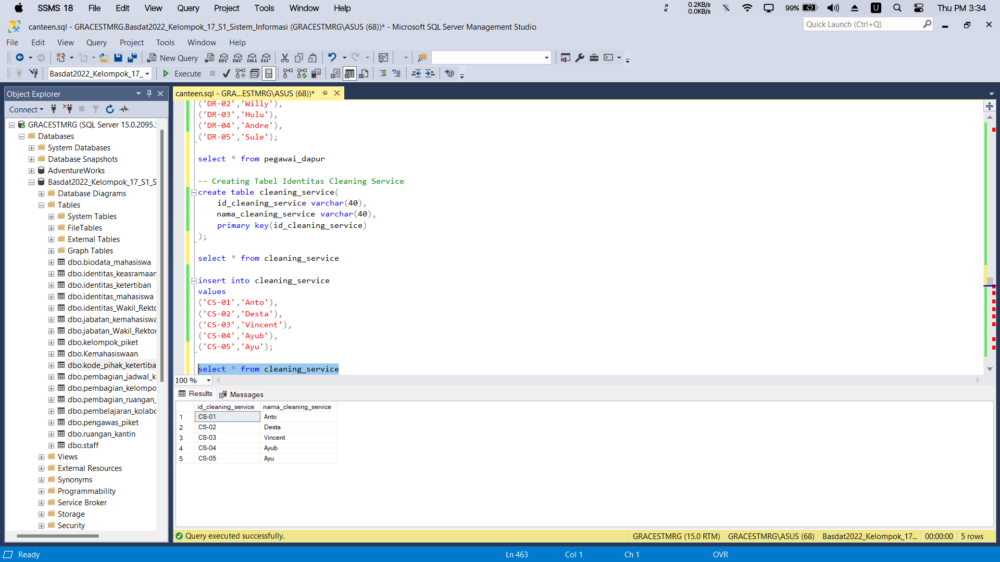 SSMS 18 File Edit View Query Project Tools Window Help
0.2KB/s
0.0KB/s
99%
U
Thu PM 3:34
canteen.sql - GRACESTMRG.Basdat2022_Kelompok_17_S1_Sistem_Informasi (GRACESTMRG\ASUS (68))* - Microsoft SQL Server Management Studio
Quick Launch (Ctrl+Q)
File Edit View Query Project Tools Window Help
New Query
MDX DMX XMLA DAX
Basdat2022_Kelompok_17_
Execute
Object Explorer
Connect
GRACESTMRG (SQL Server 15.0.2095.3
Databases
System Databases
Database Snapshots
AdventureWorks
Basdat2022_Kelompok_17_S1_S
Database Diagrams
Tables
System Tables
FileTables
External Tables
Graph Tables
dbo.biodata_mahasiswa
dbo.identitas_keasramaan
dbo.identitas_ketertiban
dbo.identitas_mahasiswa
dbo.identitas_Wakil_Rekto
dbo.jabatan_kemahasiswa
dbo.jabatan_Wakil_Rektor
dbo.kelompok_piket
dbo.Kemahasiswaan
dbo.kode_pihak_ketertiba
dbo.pembagian_jadwal_k
dbo.pembagian_kelompo
dbo.pembagian_ruangan_
dbo.pembelajaran_kolabo
dbo.pengawas_piket
dbo.ruangan_kantin
dbo.staff
Views
External Resources
Synonyms
Programmability
Service Broker
Storage
Security
canteen.sql - GRA...ESTMRG\ASUS (68))*
('DR-02','Willy'),
('DR-03','Hulu'),
('DR-04','Andre'),
('DR-05','Sule');
select * from pegawai_dapur
-- Creating Tabel Identitas Cleaning Service
create table cleaning_service(
id_cleaning_service varchar(40),
nama_cleaning_service varchar(40),
primary key(id_cleaning_service)
);
select * from cleaning_service
insert into cleaning_service
values
('CS-01','Anto'),
('CS-02','Desta'),
('CS-03','Vincent'),
('CS-04','Ayub'),
('CS-05','Ayu');
select * from cleaning_service
100 %
Results Messages
id_cleaning_service nama_cleaning_service
1 CS-01 Anto
2 CS-02 Desta
3 CS-03 Vincent
4 CS-04 Ayub
5 CS-05 Ayu
Query executed successfully.
GRACESTMRG (15.0 RTM) GRACESTMRG\ASUS (68) Basdat2022_Kelompok_17... 00:00:00 5 rows
Ready
Ln 463 Col 1 Ch 1 OVR